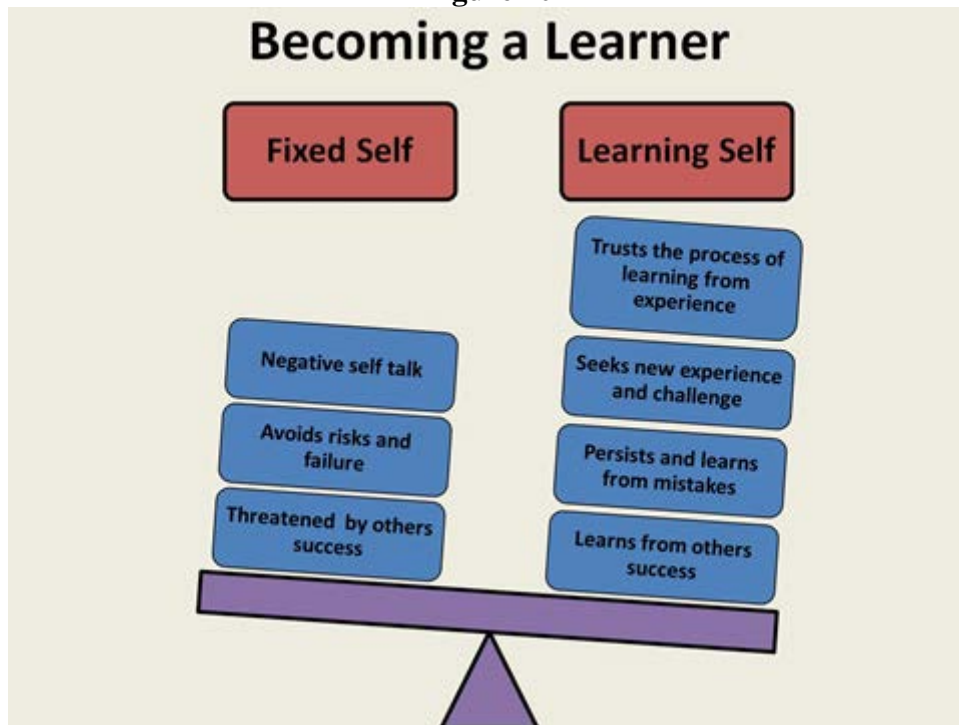 Becoming a Learner
Fixed Self
Learning Self
Negative self talk
Avoids risks and
failure
Threatened by others
success
Trusts the process of
learning from
experience
Seeks new experience
and challenge
Persists and learns
from mistakes
Learns from others
success